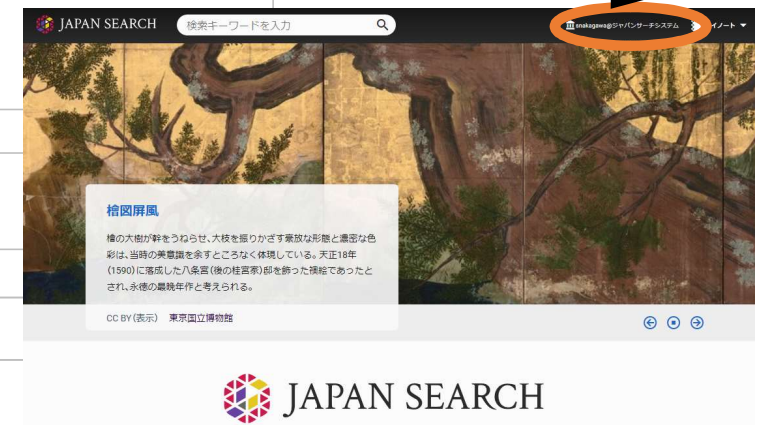 JAPAN SEARCH
検索キーワードを入力
snakagawa@ジャパンサーチシステム
イノート
檜図屏風
檜の大樹が幹をうねらせ、大枝を振りかざす豪放な形態と濃密な色
彩は、当時の美意識を余すところなく体現している。天正18年
(1590)に落成した八条宮(後の桂宮家)邸を飾った襖絵であったと
され、永徳の最晩年作と考えられる。
CC BY(表示) 東京国立博物館
JAPAN SEARCH